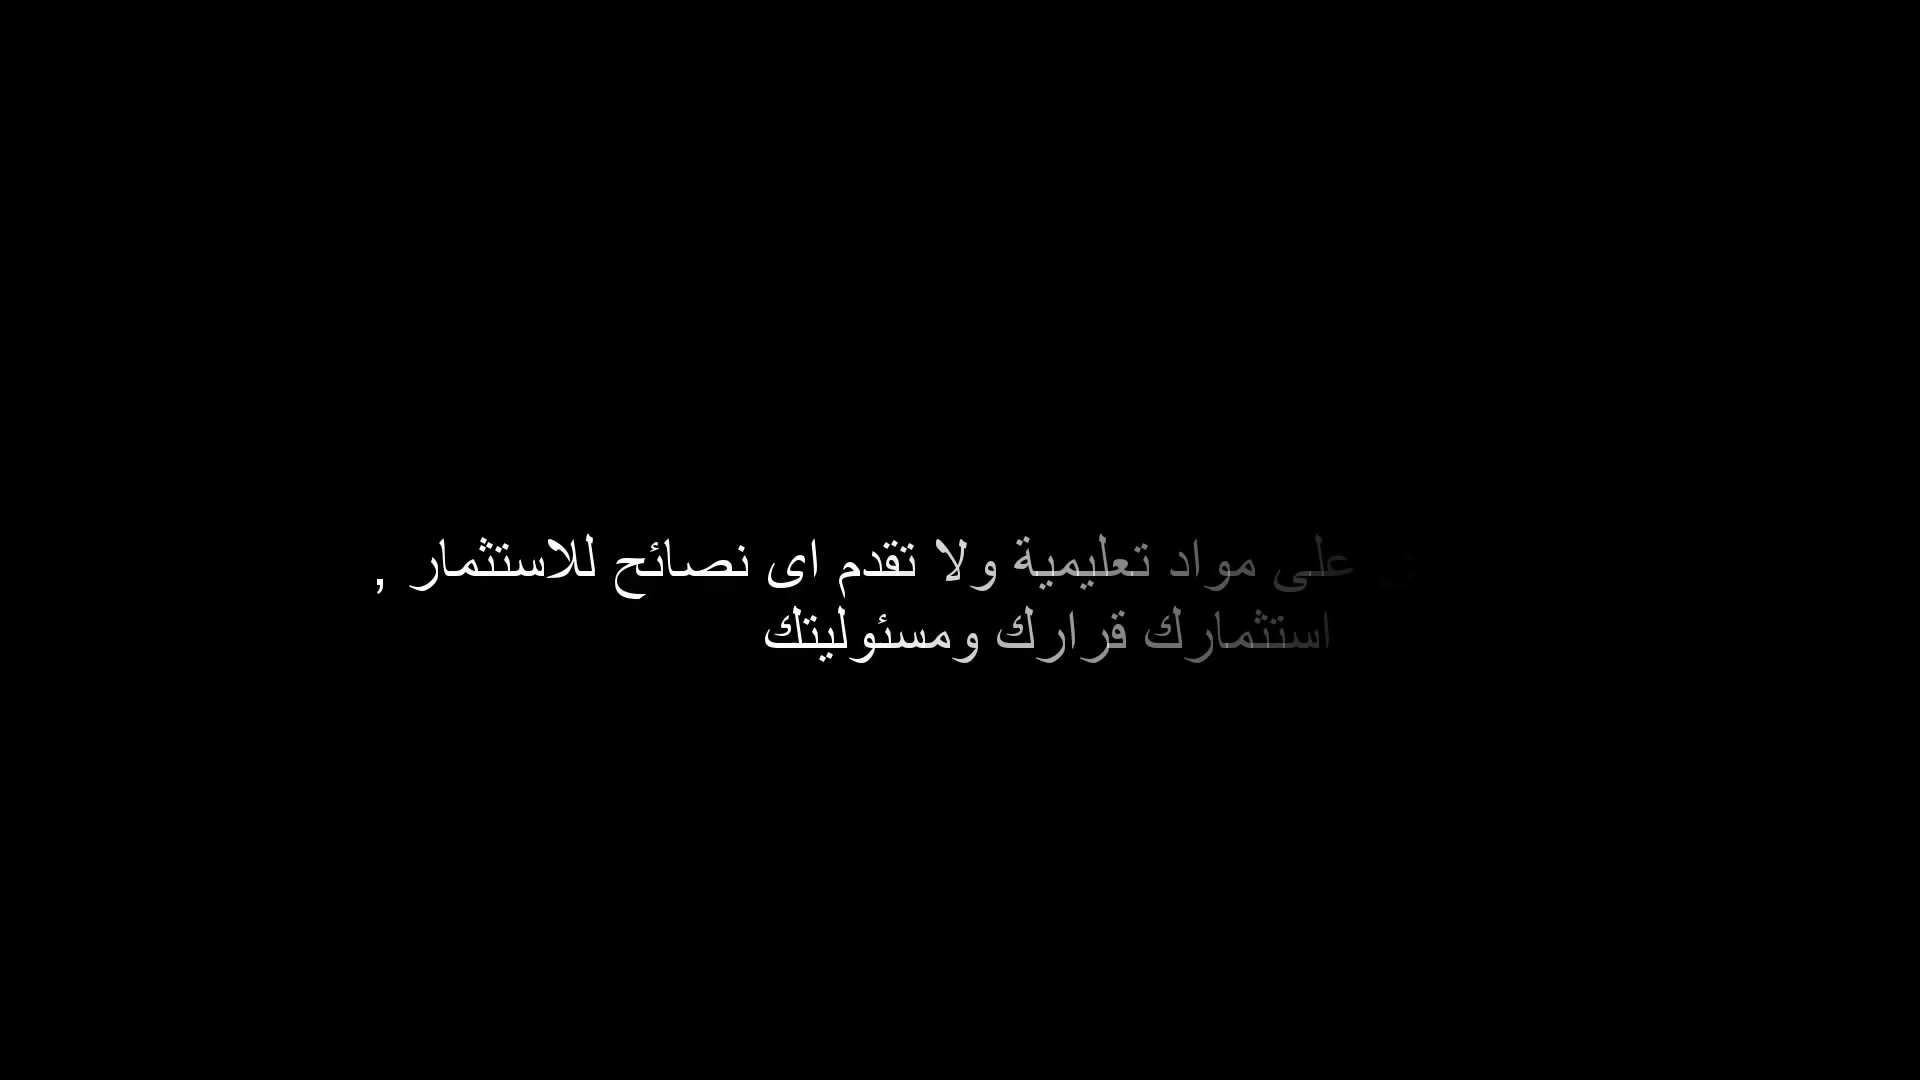 على مواد تعليمية ولا تقدم اى نصائح للاستثمار ,
استثمارك قرارك ومسئوليتك